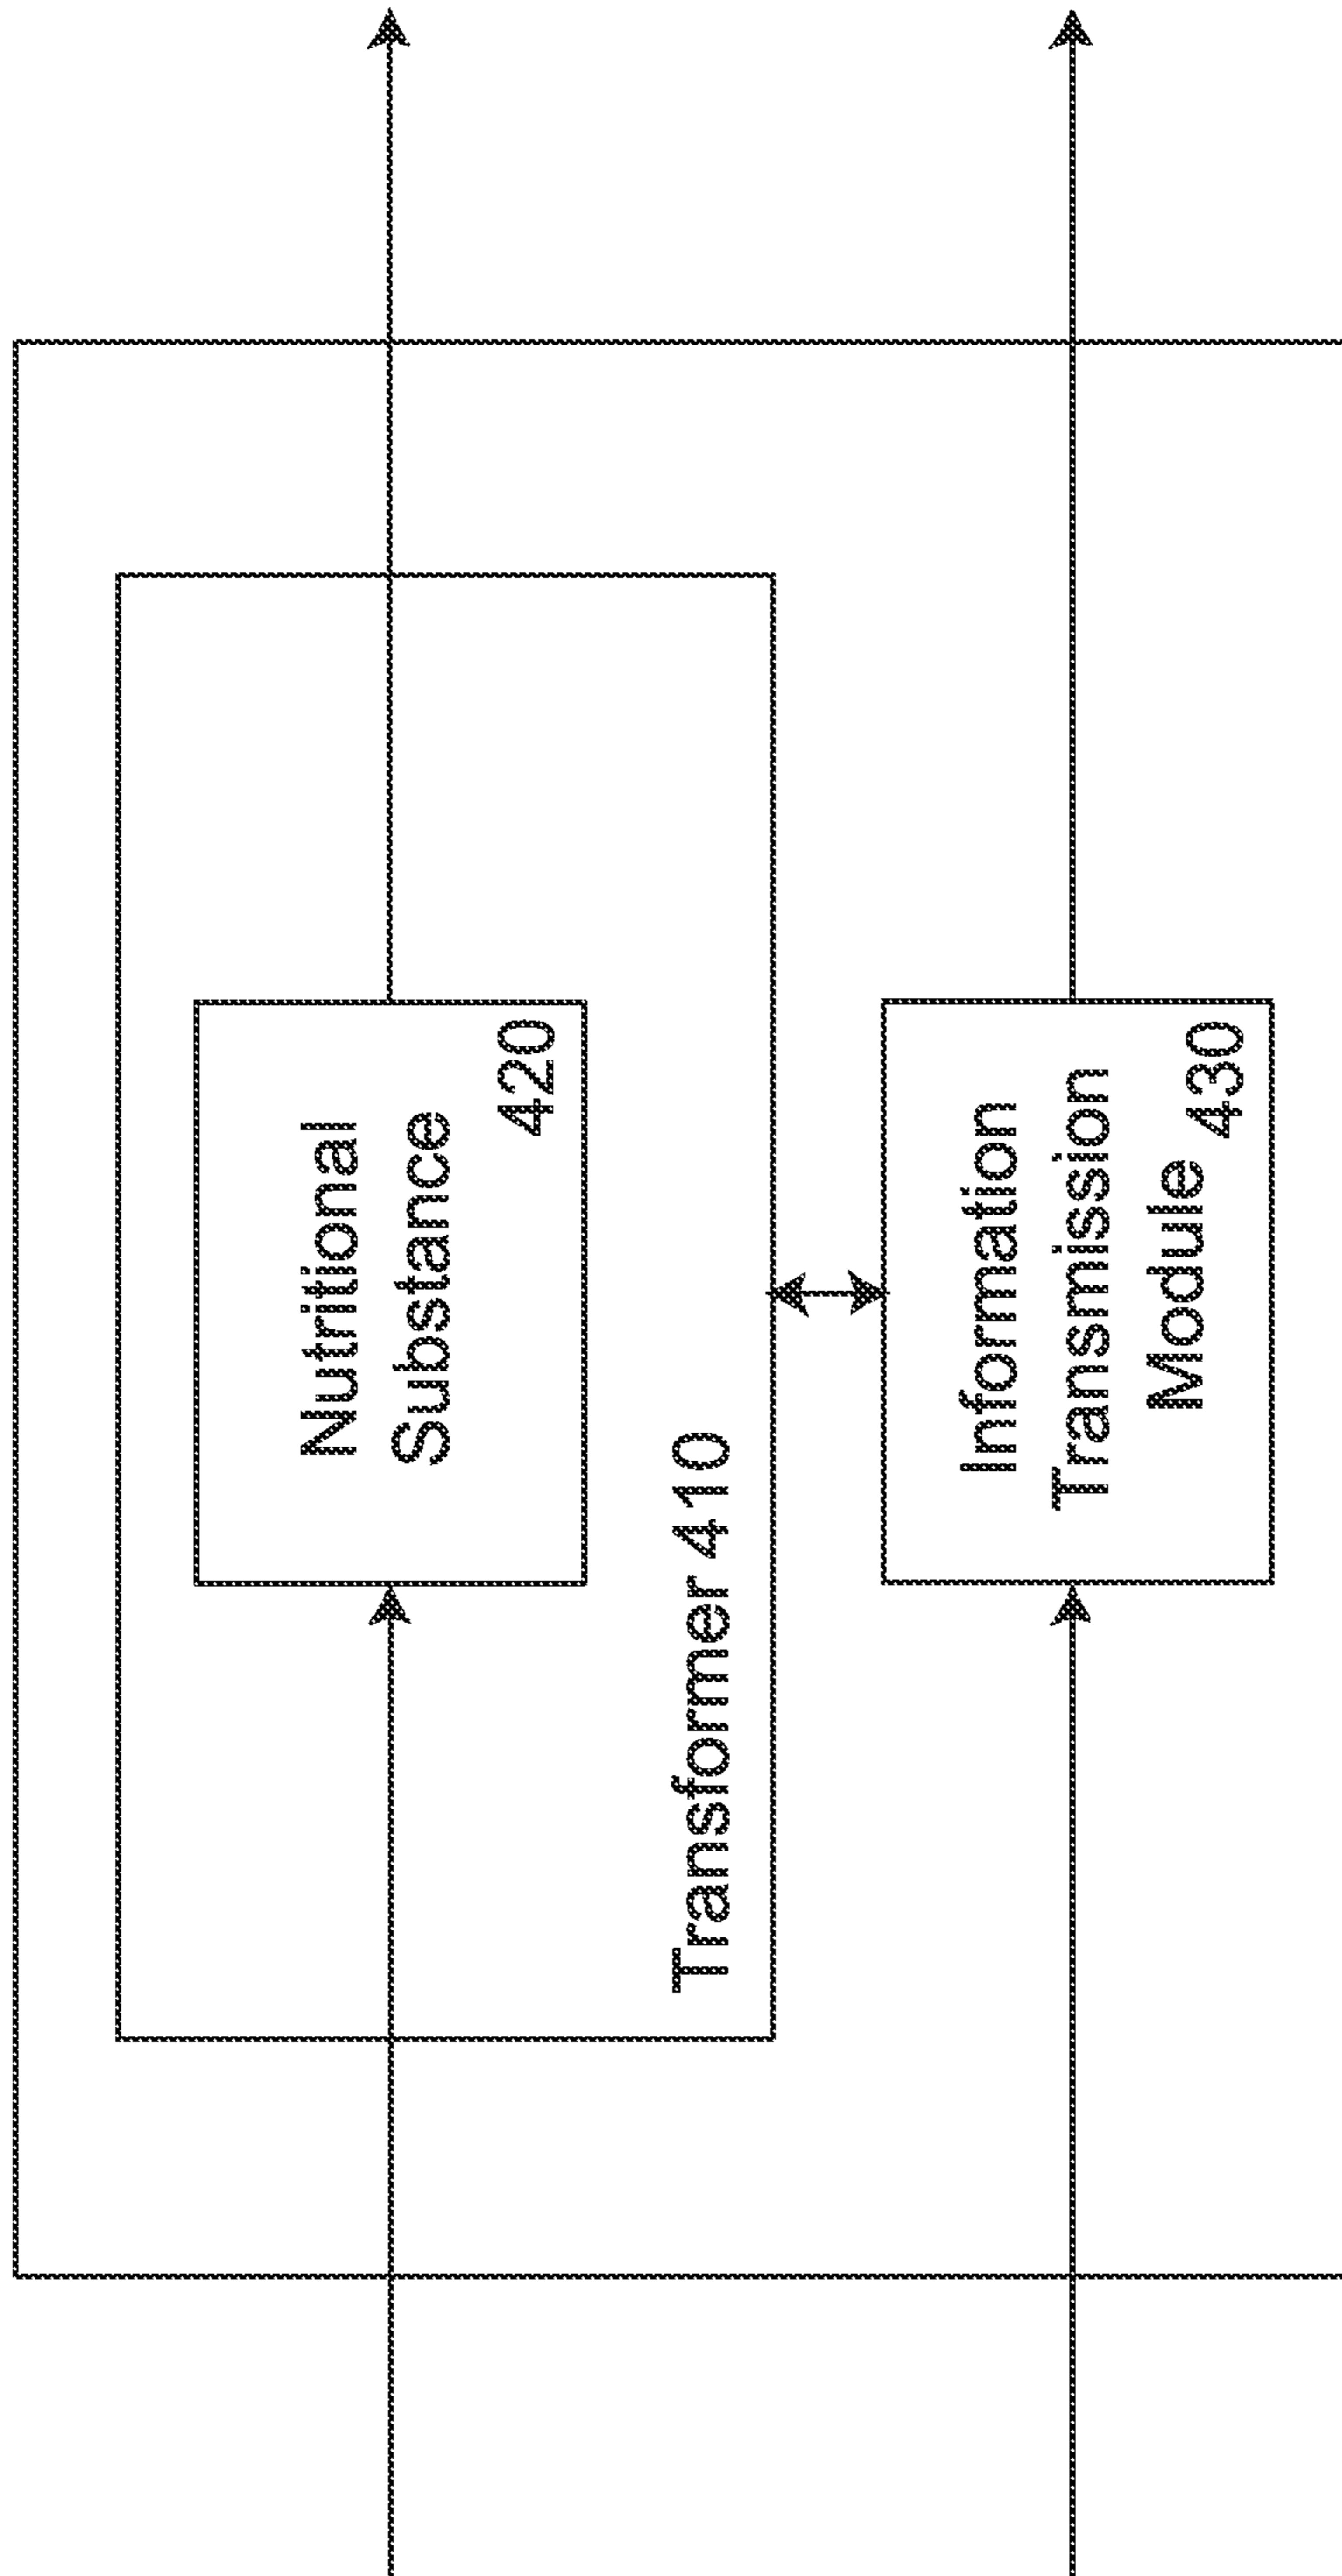 Nutritional
Substance
420
Transformer 410
Information
Transmission
Module 430